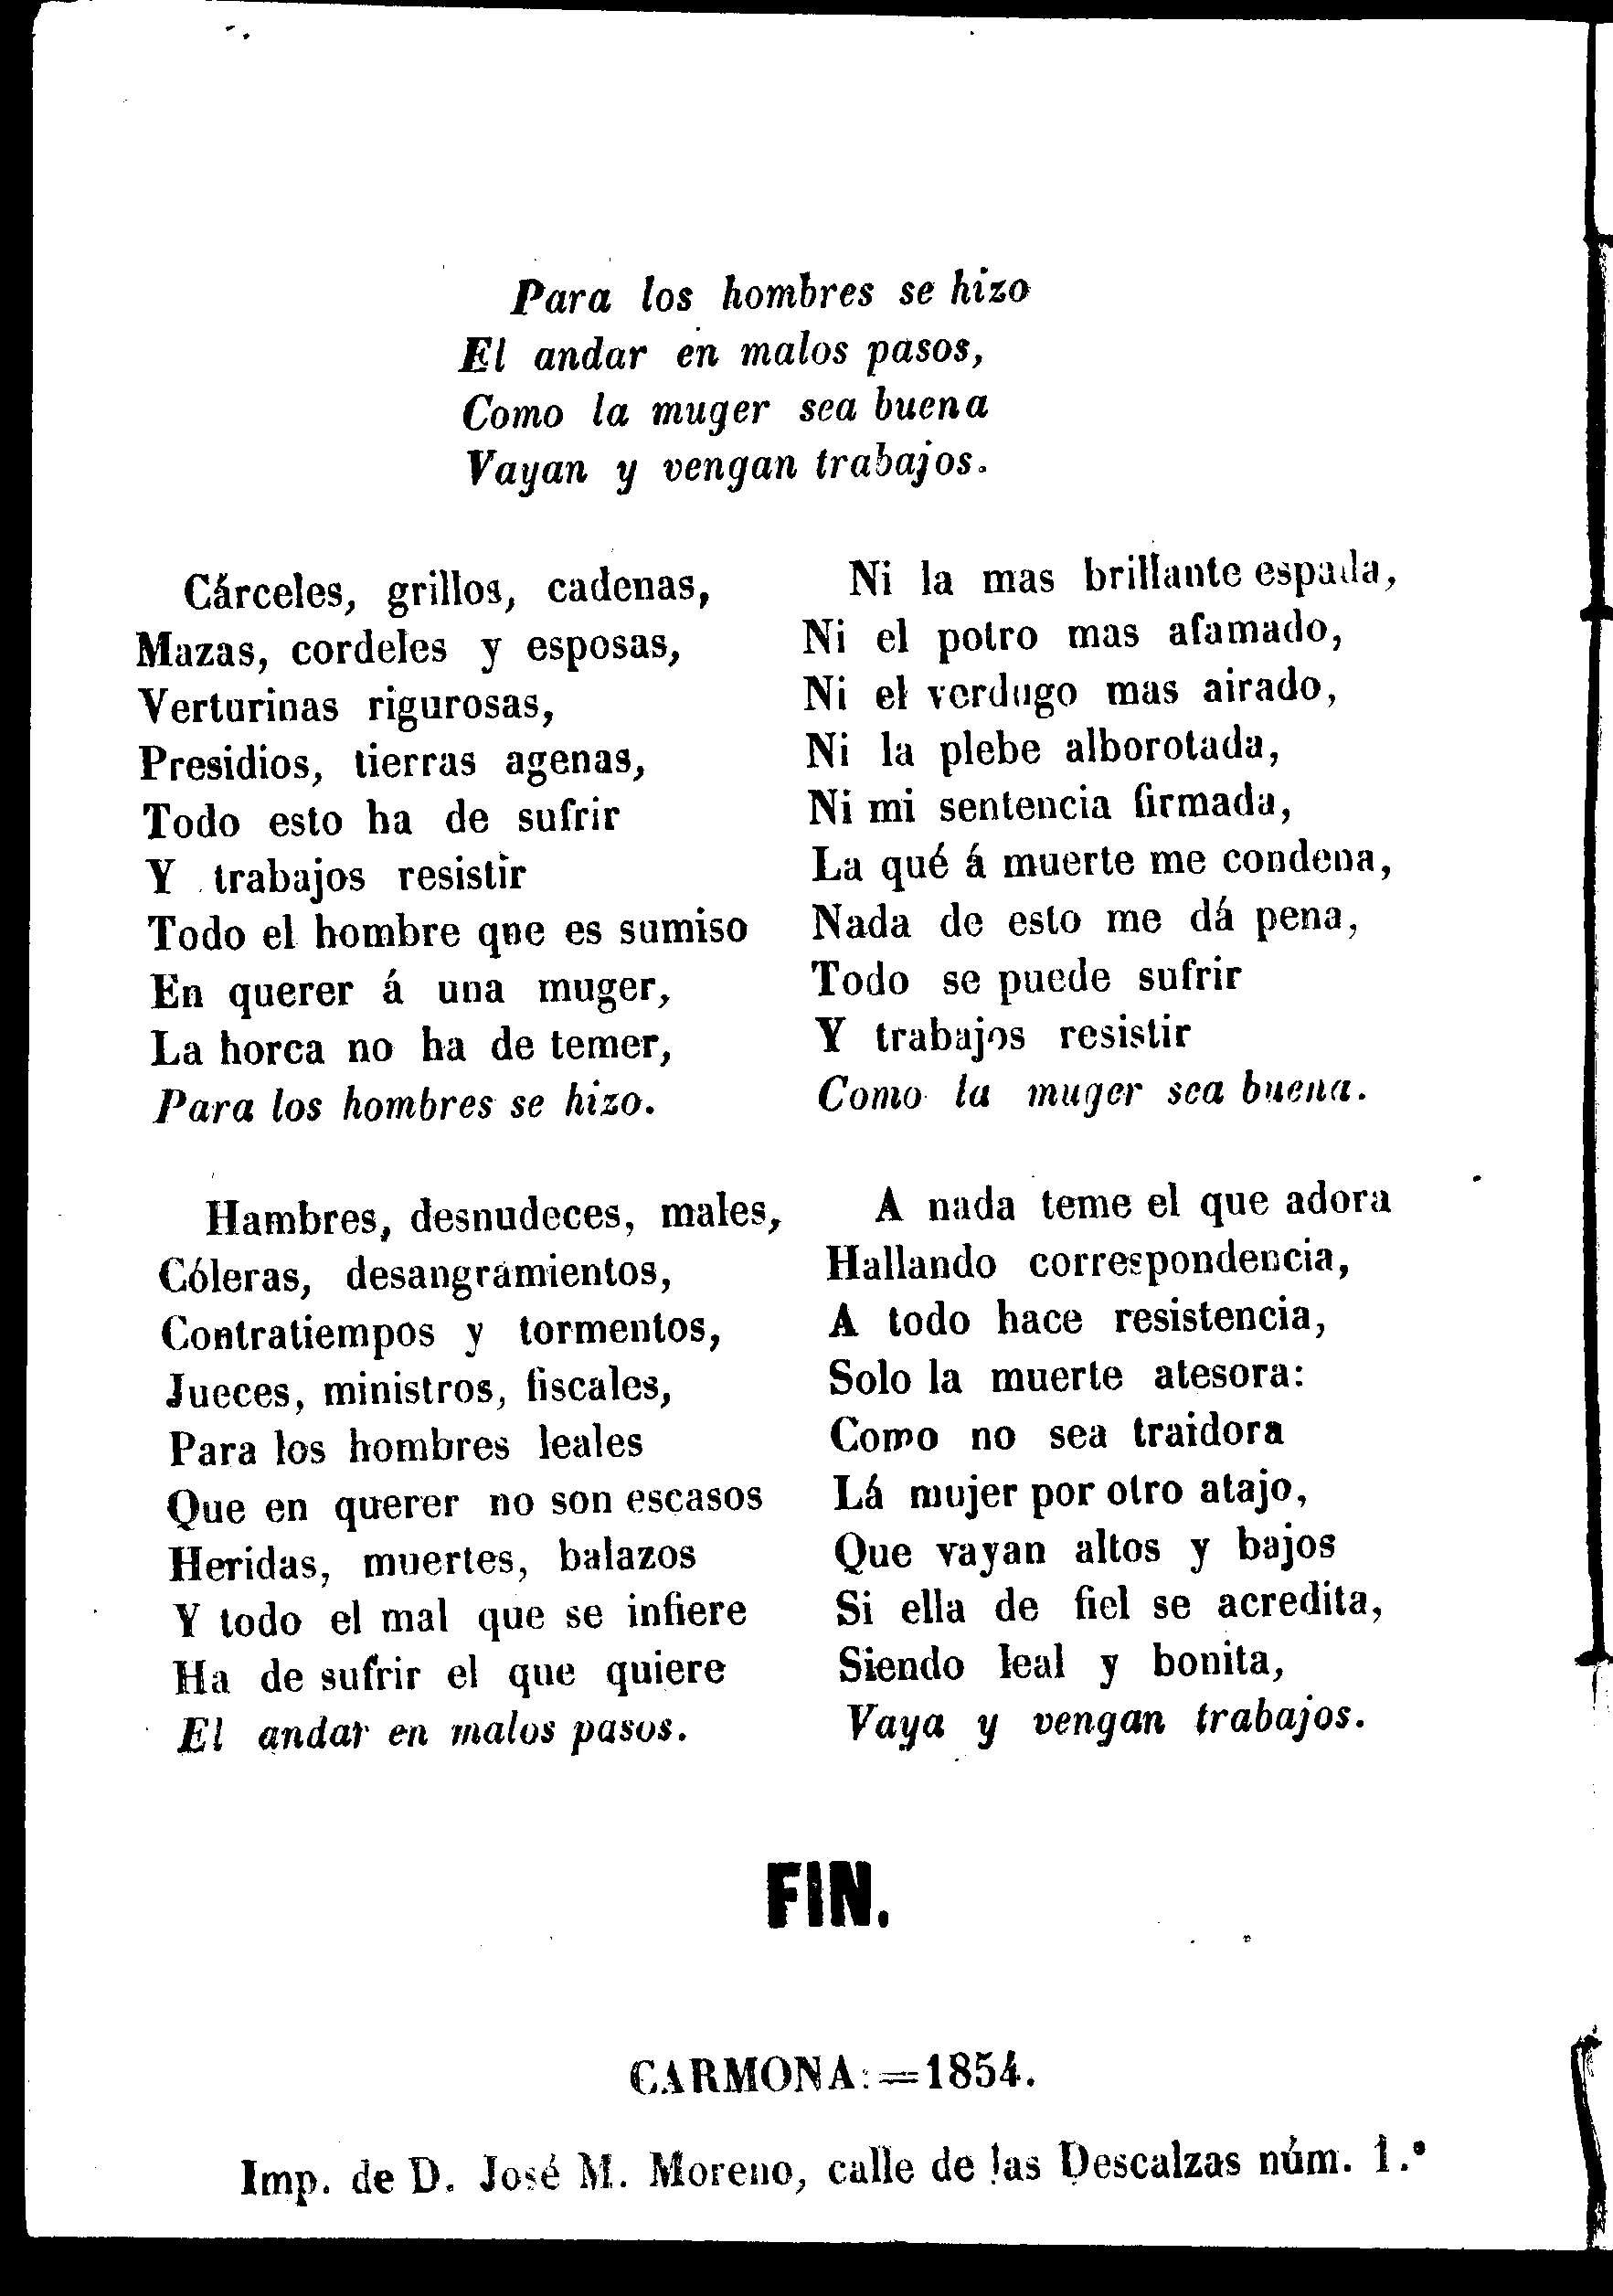 Para los hombres se hizo
El andar en malos pasos,
Como la muger sea buena
Vayan y vengan trabajos.
Cárceles, grillos, cadenas,
Mazas, cordeles y esposas,
Verturinas rigurosas,
Presidios, tierras agenas,
Todo esto ha de sufrir
Y trabajos resistir
Todo el hombre que es sumiso
En querer á una muger,
La horca no ha de temer,
Para los hombres se hizo.
Hambres, desnudeces, males,
Cóleras, desangramientos,
Contratiempos y tormentos,
Jueces, ministros, fiscales,
Para los hombres leales
Que en querer no son escasos
Heridas, muertes, balazos
Y todo el mal que se infiere
Ha de sufrir el que quiere
El andar en malos pasos.
Ni la mas brillante espada,
Ni el potro mas afamado,
Ni el verdugo mas airado,
Ni la plebe alborotada,
Ni mi sentencia firmada,
La qué á muerte me condena,
Nada de esto me dá pena,
Todo se puede sufrir
Y trabajos resistir
Como la muger sea buena.
A nada teme el que adora
Hallando correspondencia,
A todo hace resistencia,
Solo la muerte atesora:
Como no sea traidora
Lá mujer por otro atajo,
Que vayan altos y bajos
Si ella de fiel se acredita,
Siendo leal y bonita,
Vaya y vengan trabajos.
FIN.
CARMONA:=1854.
Imp. de D. José M. Moreno, calle de las Descalzas núm. 1.º